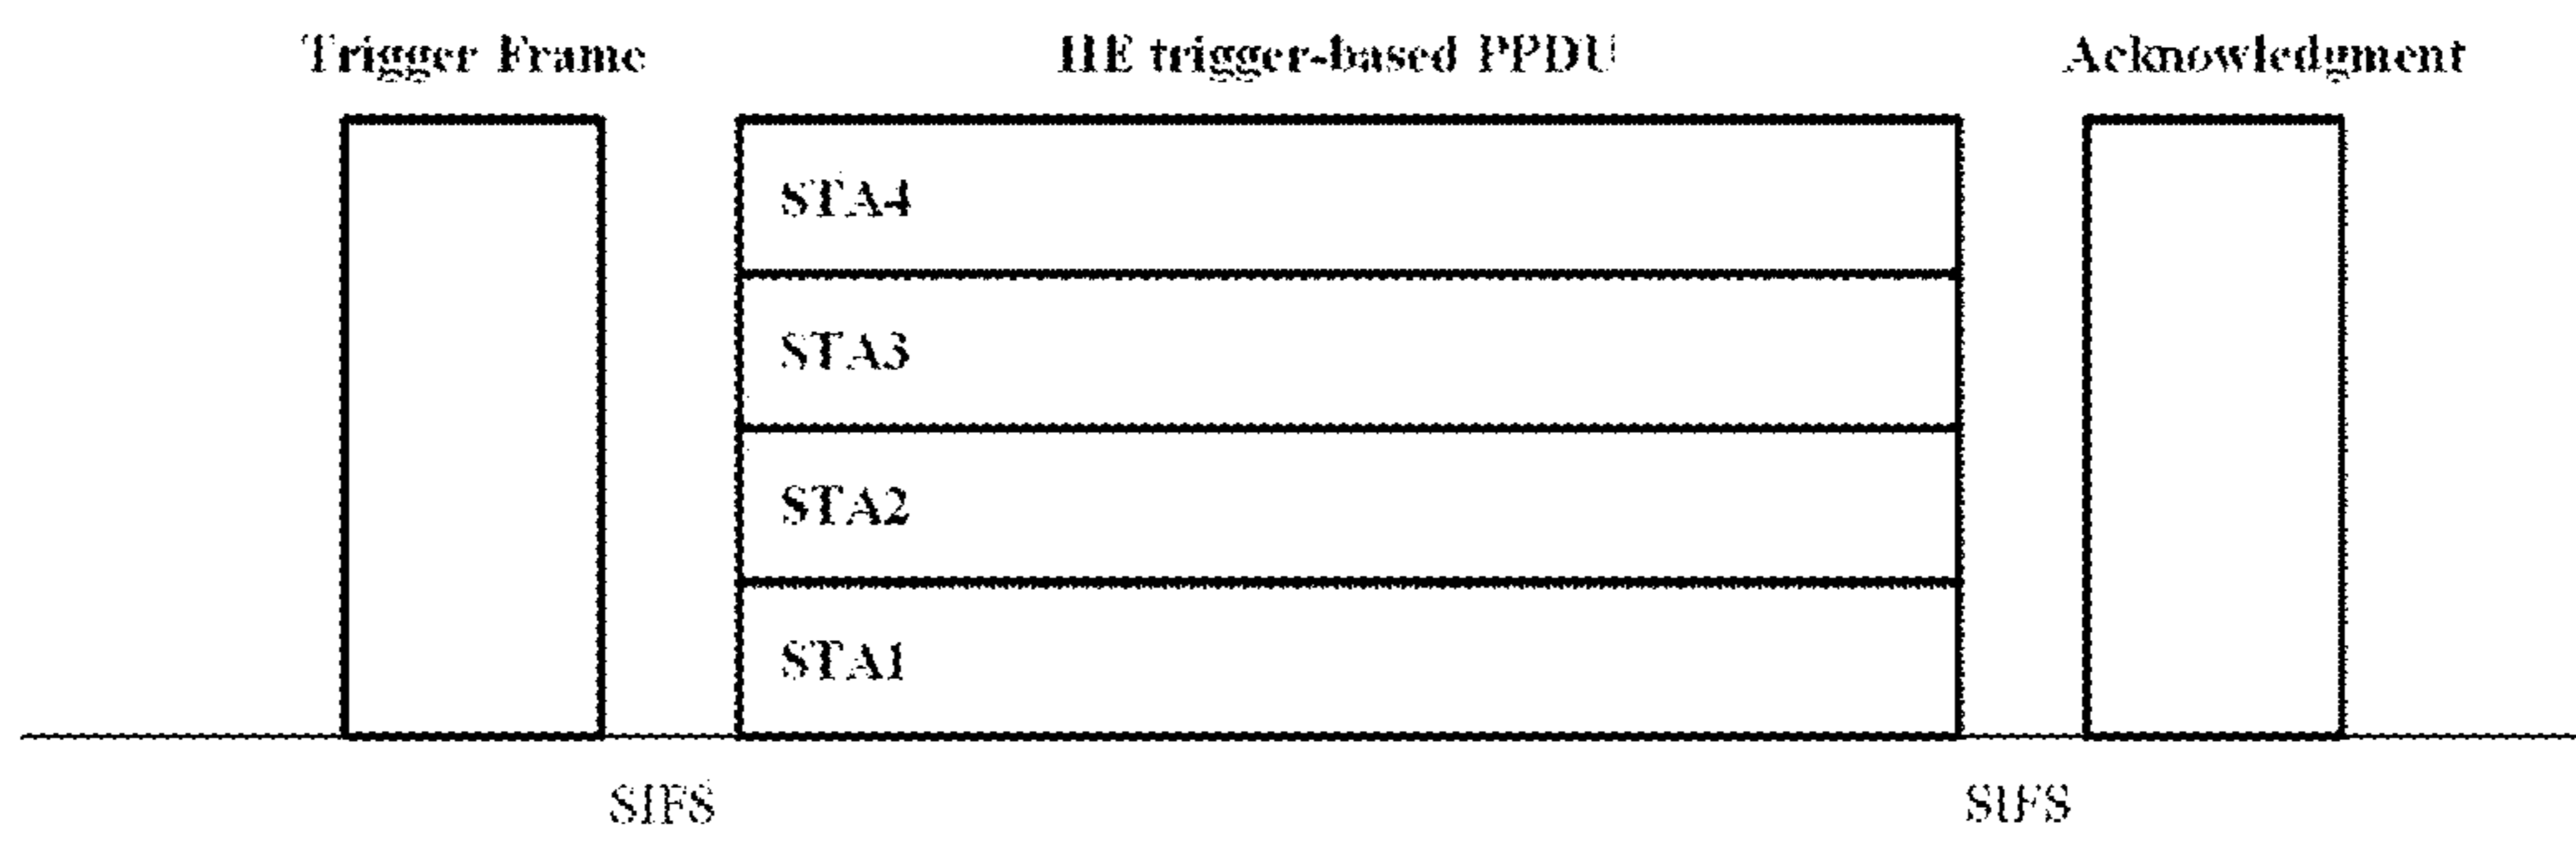 Trigger Frame
HE trigger-based PPDU
Acknowledgment
STA4
STA3
STA2
STA1
SIFS
SIFS